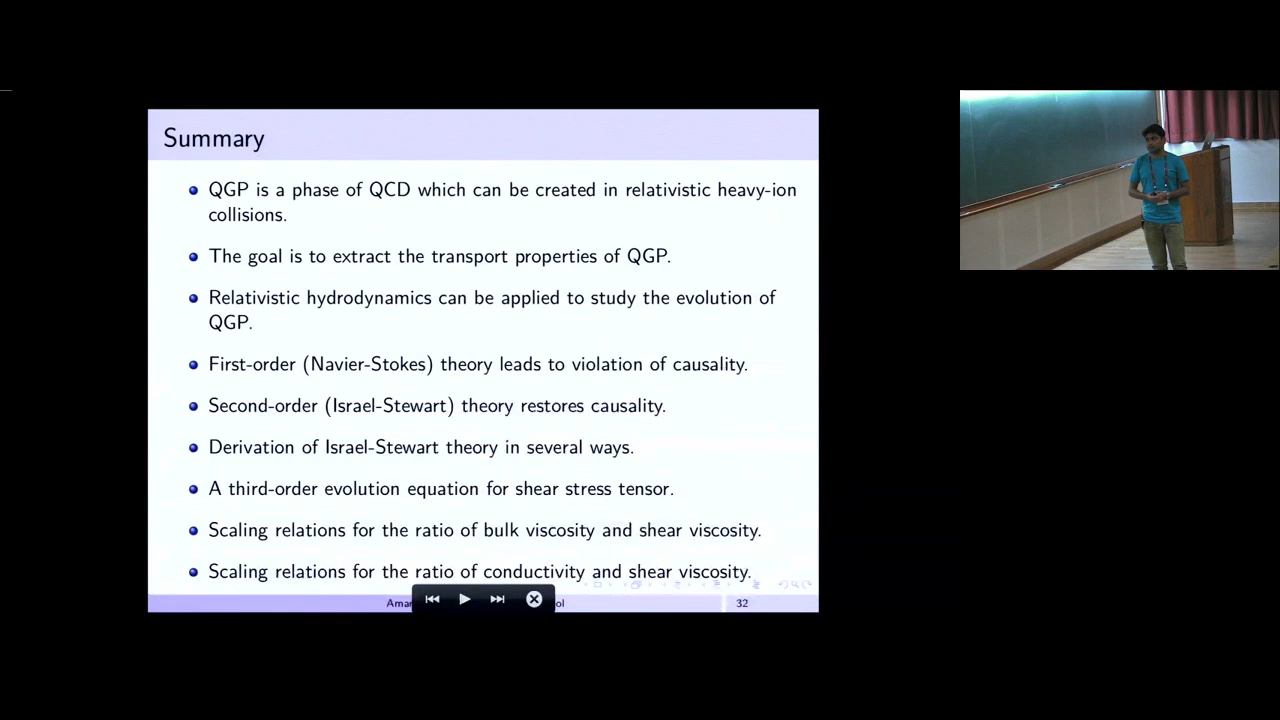 Summary
QGP is a phase of QCD which can be created in relativistic heavy-ion
collisions.
The goal is to extract the transport properties of QGP.
Relativistic hydrodynamics can be applied to study the evolution of
QGP.
First-order (Navier-Stokes) theory leads to violation of causality.
Second-order (Israel-Stewart) theory restores causality.
Derivation of Israel-Stewart theory in several ways.
A third-order evolution equation for shear stress tensor.
Scaling relations for the ratio of bulk viscosity and shear viscosity.
Scaling relations for the ratio of conductivity and shear viscosity.
32